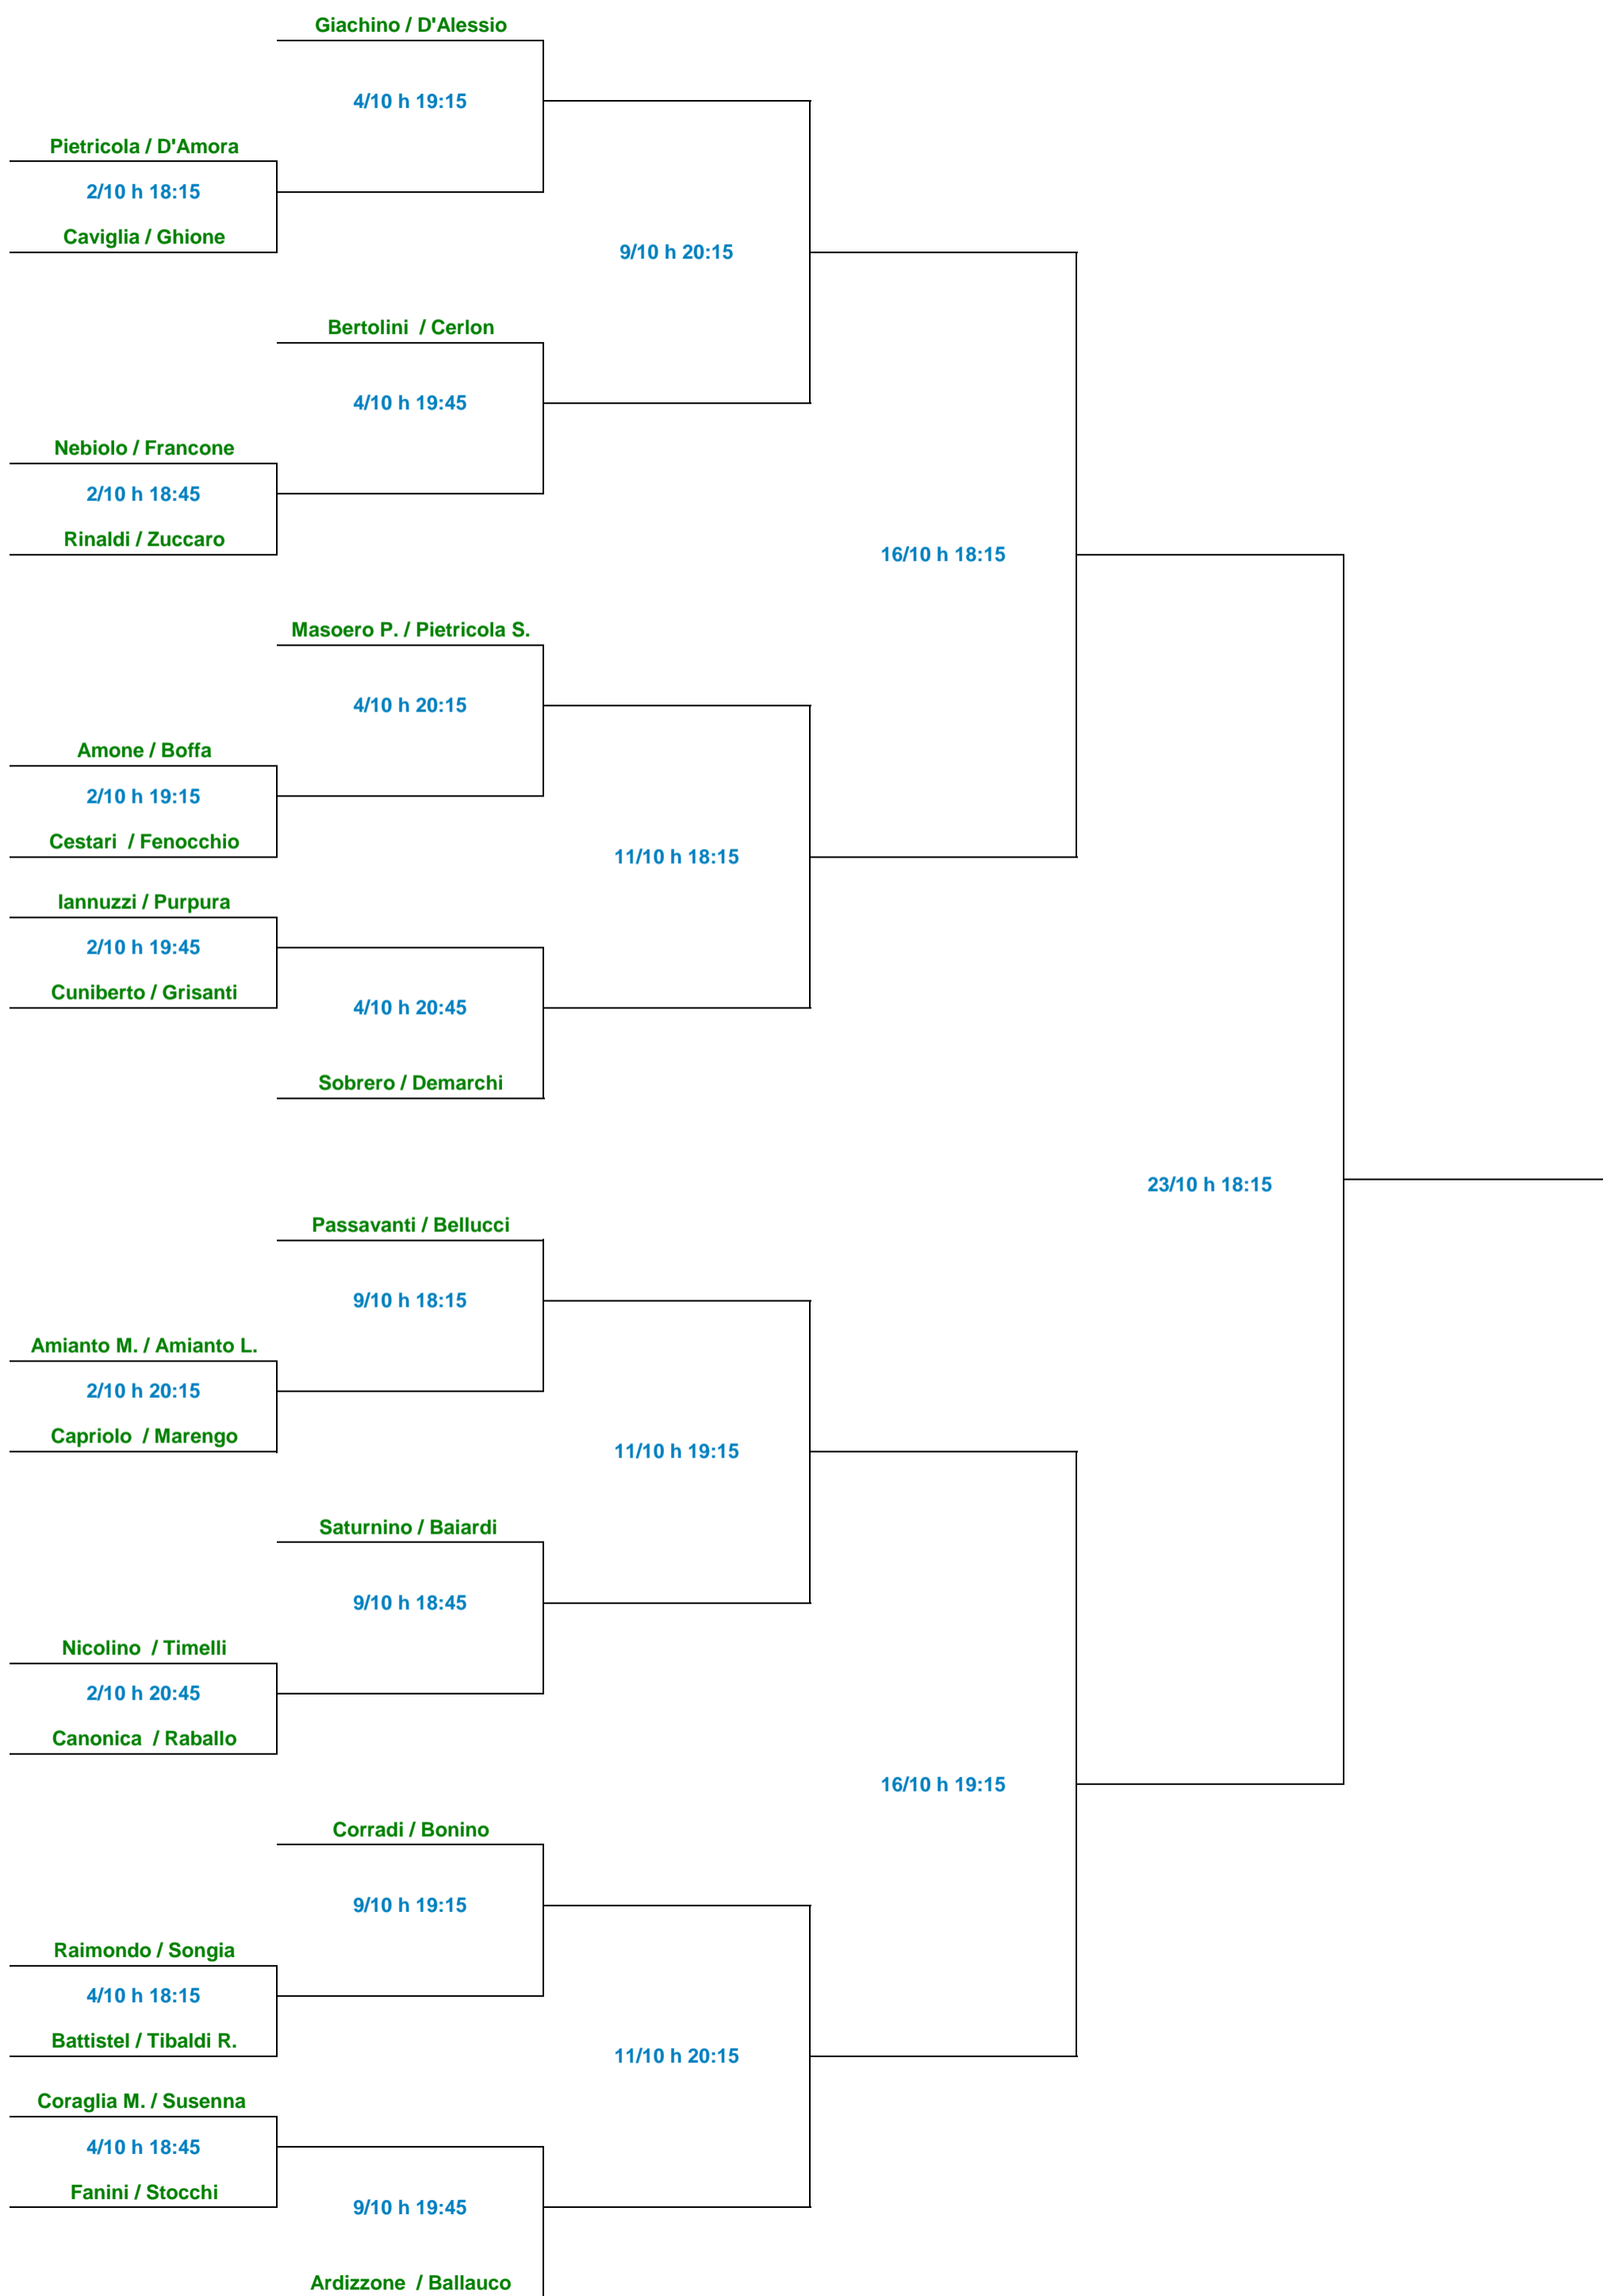 Giachino / D'Alessio
4/10 h 19:15
Pietricola / D'Amora
2/10 h 18:15
Caviglia / Ghione
9/10 h 20:15
Bertolini  / Cerlon
4/10 h 19:45
Nebiolo / Francone
2/10 h 18:45
Rinaldi / Zuccaro
16/10 h 18:15
Masoero P. / Pietricola S.
4/10 h 20:15
Amone / Boffa
2/10 h 19:15
Cestari  / Fenocchio
11/10 h 18:15
Iannuzzi / Purpura
2/10 h 19:45
Cuniberto / Grisanti
4/10 h 20:45
Sobrero / Demarchi
23/10 h 18:15
Passavanti / Bellucci
9/10 h 18:15
Amianto M. / Amianto L.
2/10 h 20:15
Capriolo  / Marengo
11/10 h 19:15
Saturnino / Baiardi
9/10 h 18:45
Nicolino  / Timelli
2/10 h 20:45
Canonica  / Raballo
16/10 h 19:15
Corradi / Bonino
9/10 h 19:15
Raimondo / Songia
4/10 h 18:15
Battistel / Tibaldi R.
11/10 h 20:15
Coraglia M. / Susenna
4/10 h 18:45
Fanini / Stocchi
9/10 h 19:45
Ardizzone  / Ballauco